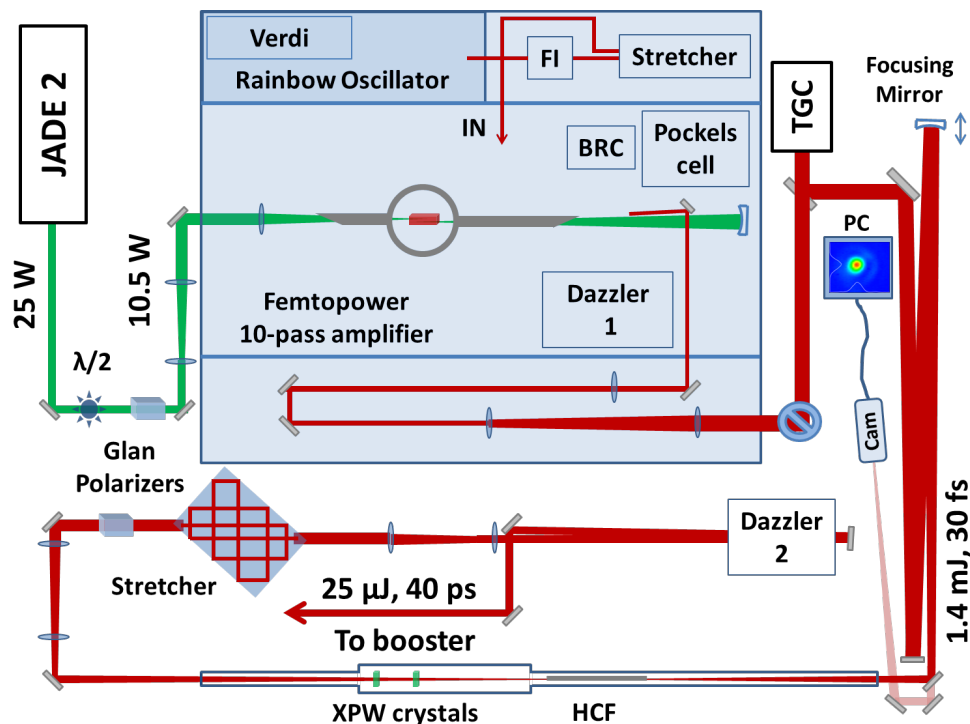 Verdi
Rainbow Oscillator
FI
Stretcher
IN
BRC
Pockels
cell
JADE 2
TGC
Focusing
Mirror
PC
25 W
10.5 W
λ/2
Femtopower
10-pass amplifier
Dazzler
1
Cam
Glan
Polarizers
Stretcher
Dazzler
2
25 µJ, 40 ps
To booster
1.4 mJ, 30 fs
XPW crystals
HCF